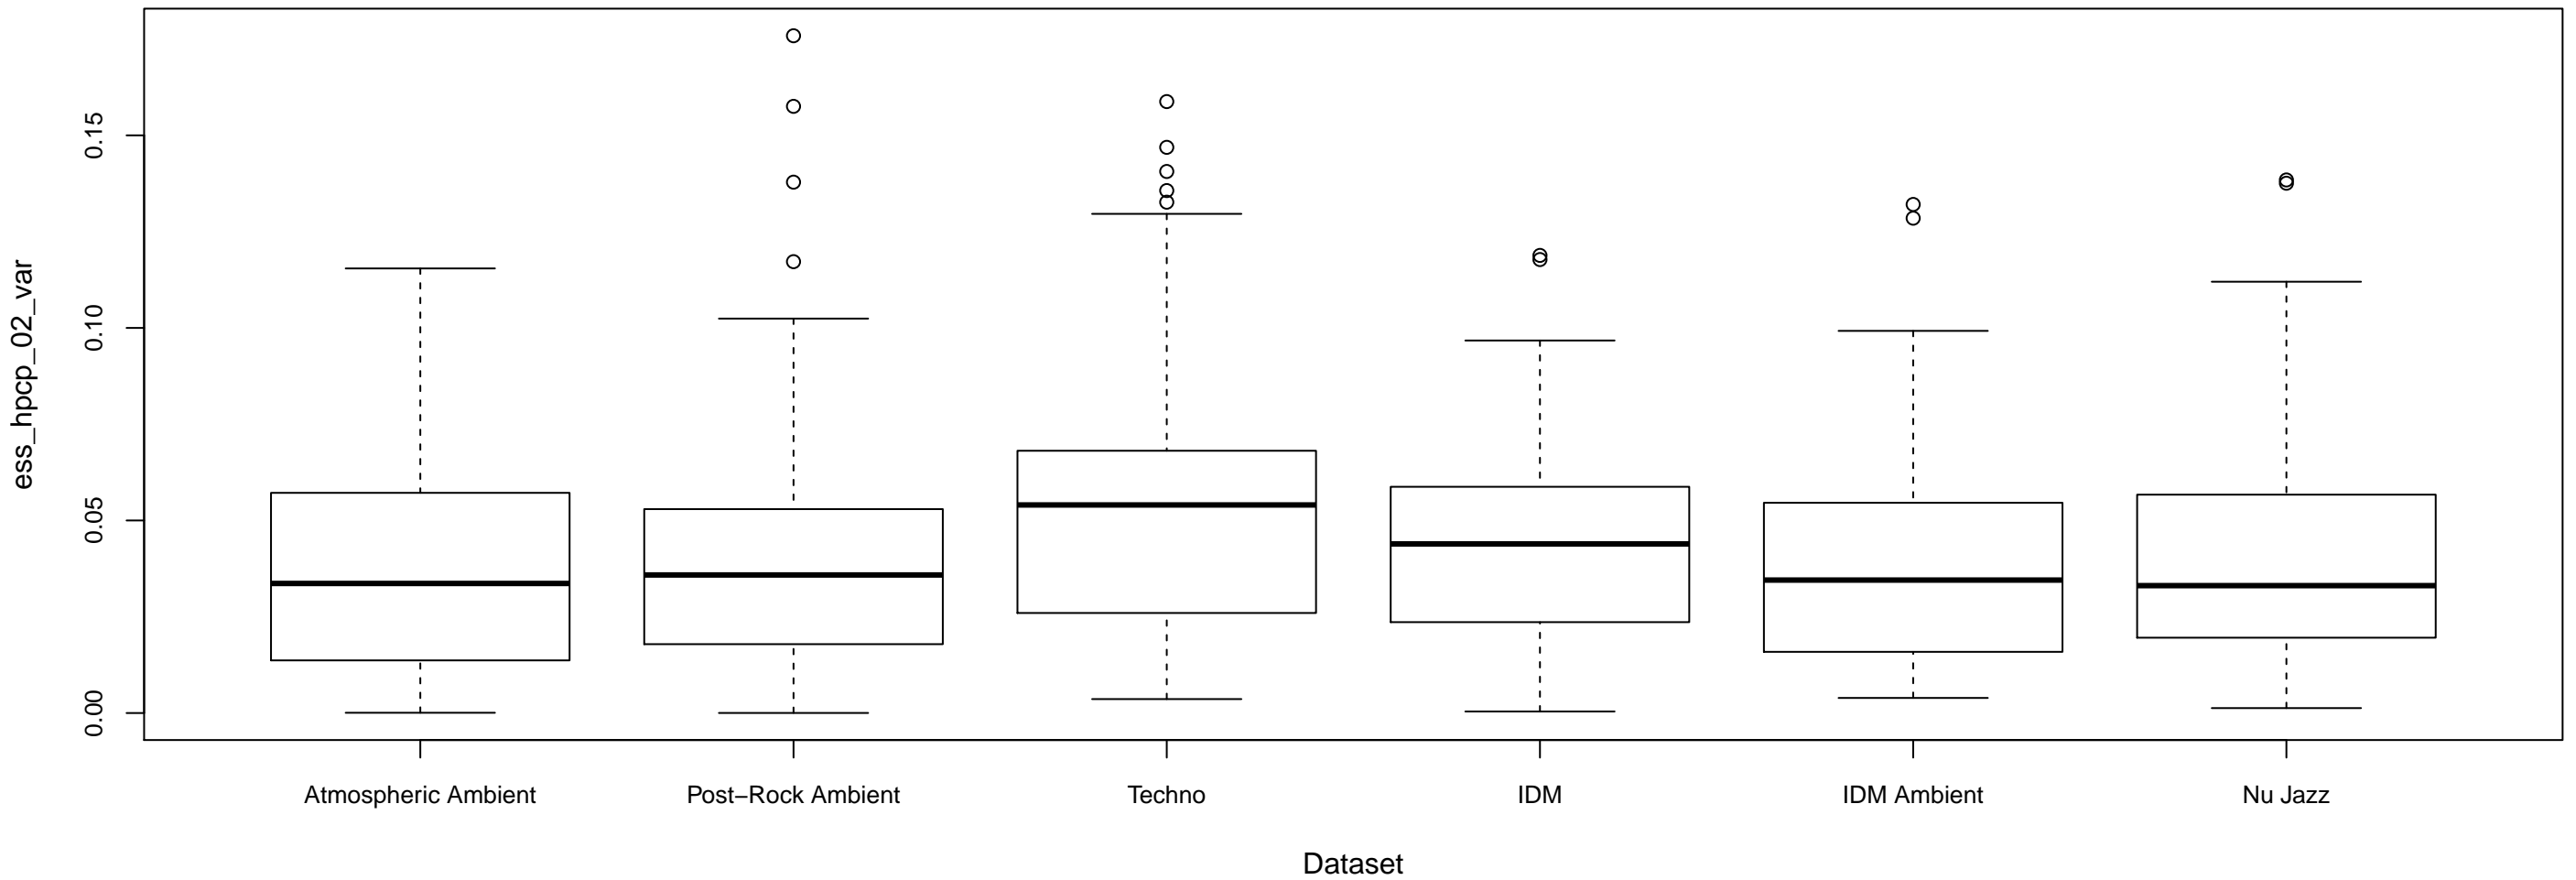 ess_hpcp_02_var
0.15
0.10
0.05
0.00
Atmospheric Ambient
Post−Rock Ambient
Techno
IDM
IDM Ambient
Nu Jazz
Dataset